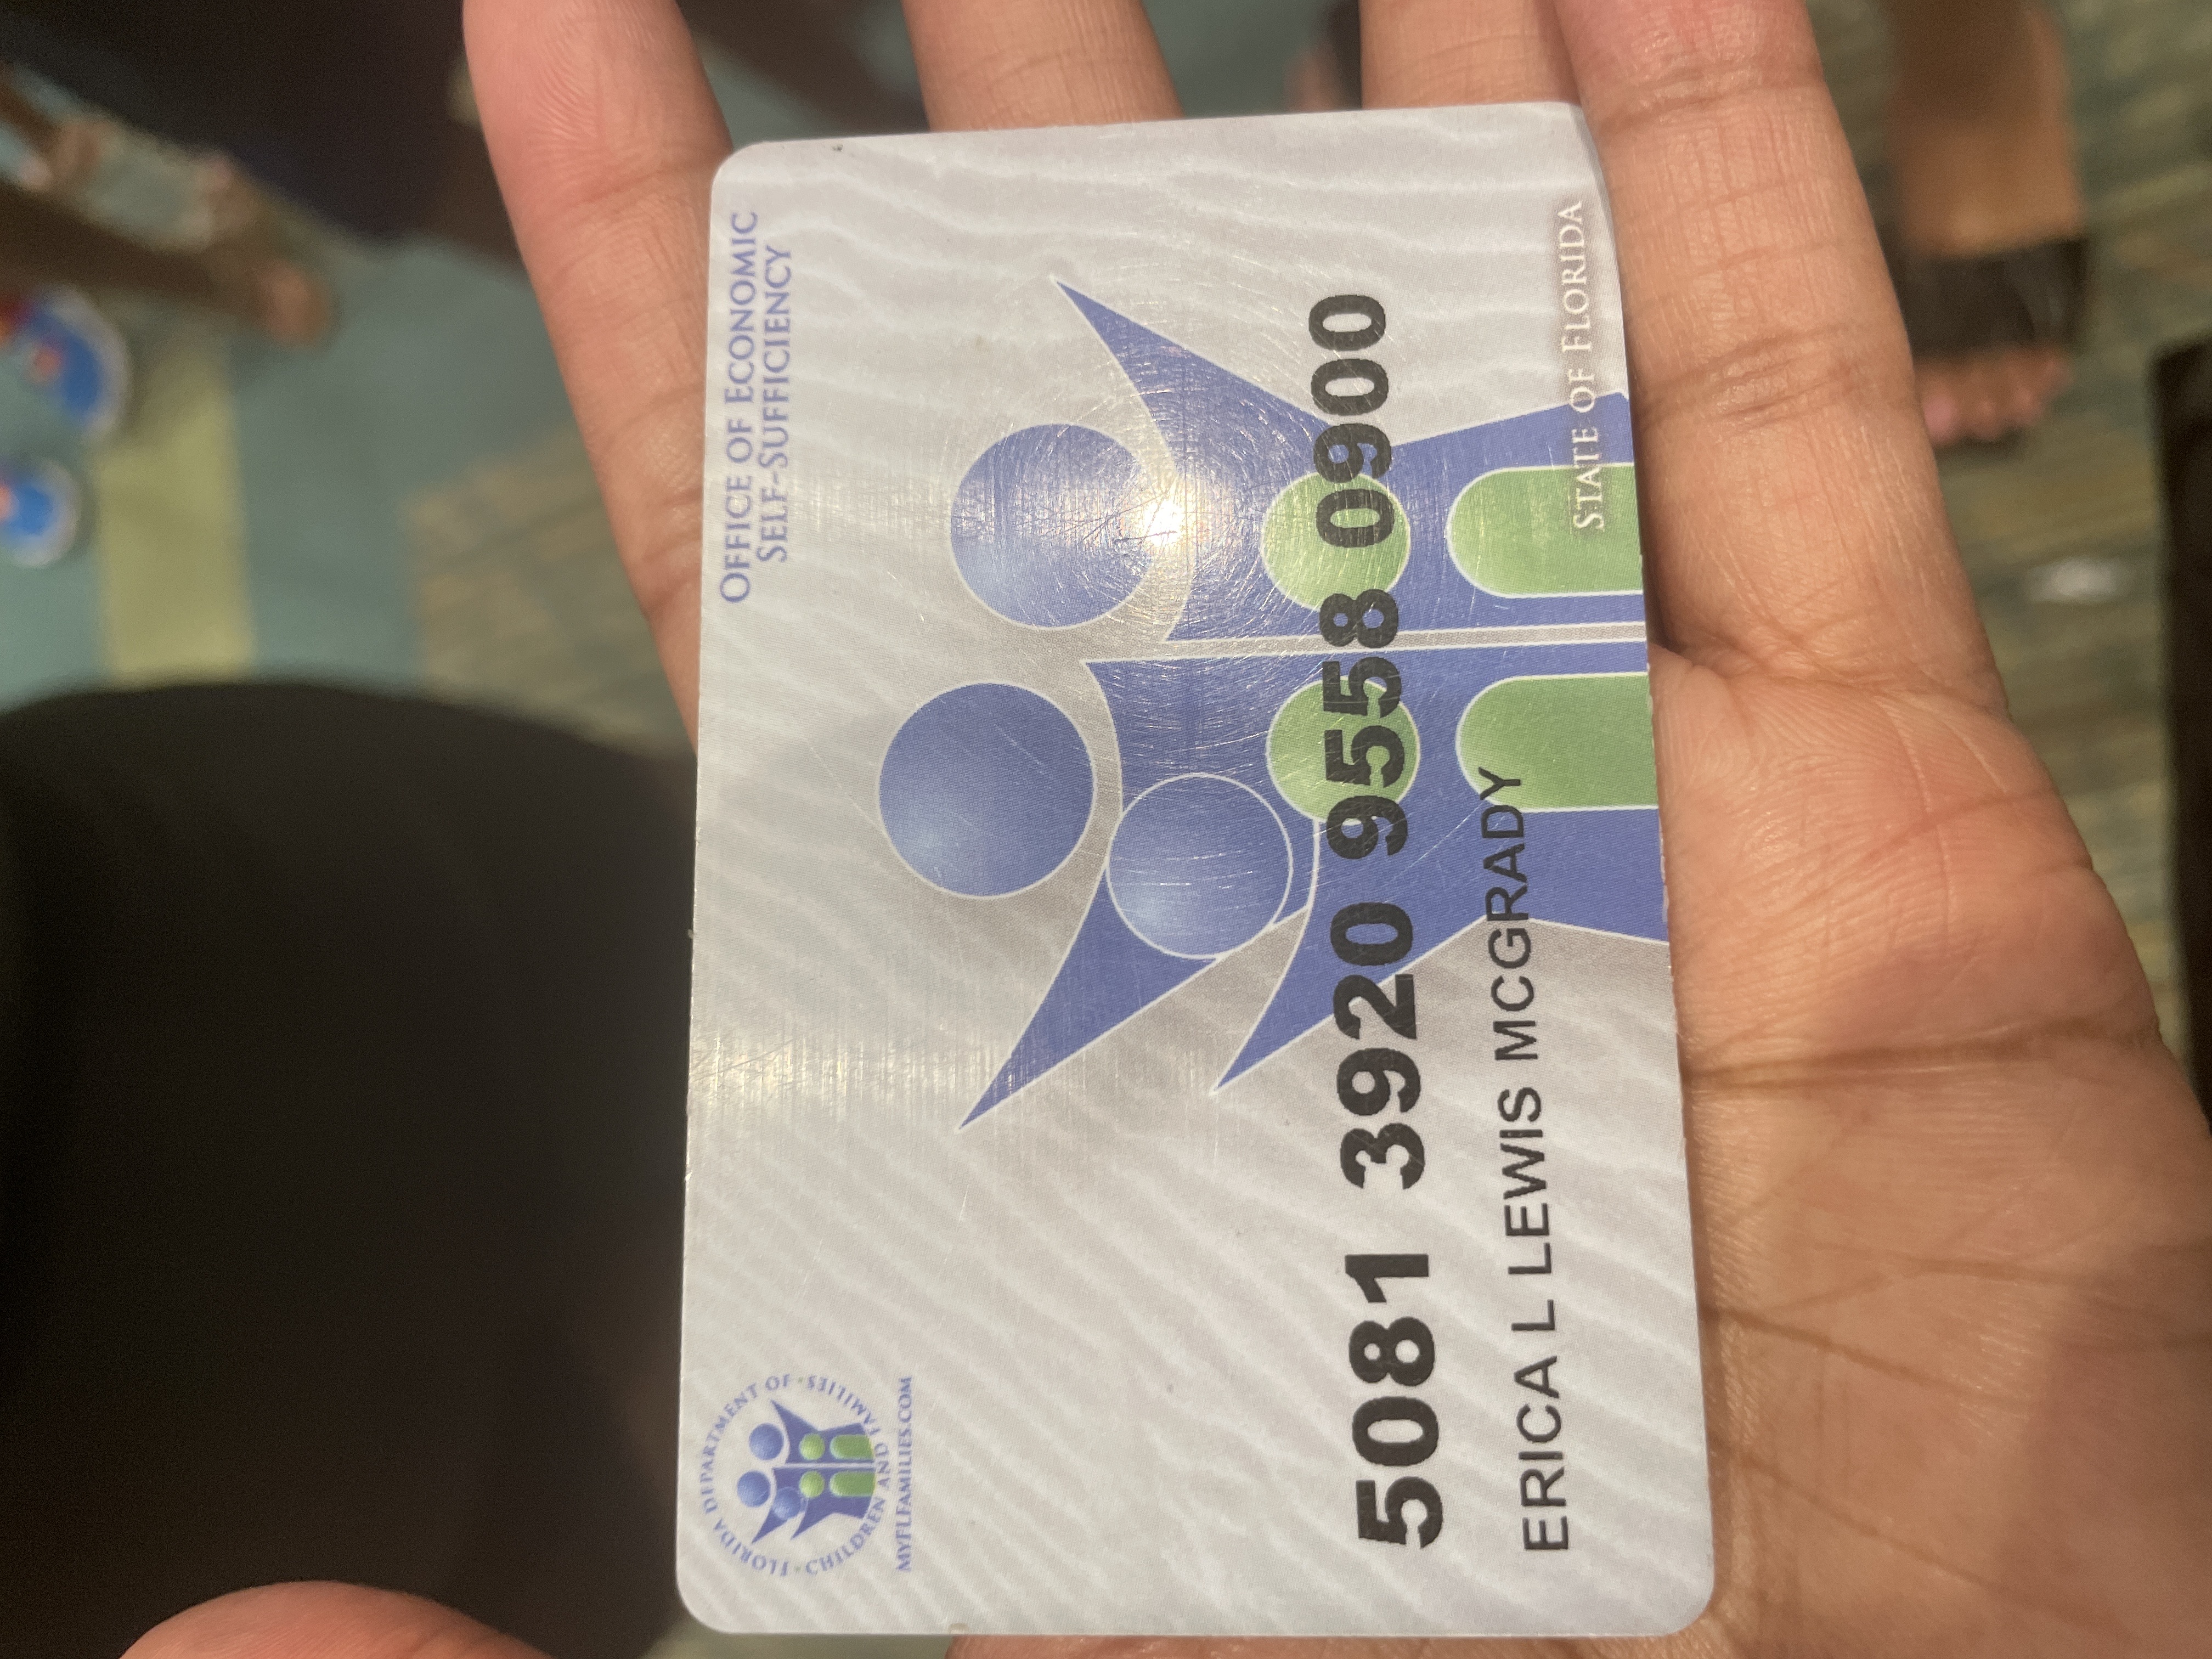 FLORIDA DEPARTMENT OF · CHILDREN AND FAMILIES ·
MYFLFAMILIES.COM
OFFICE OF ECONOMIC
SELF-SUFFICIENCY
5081 3920 9558 0900
ERICA L LEWIS MCGRADY
STATE OF FLORIDA